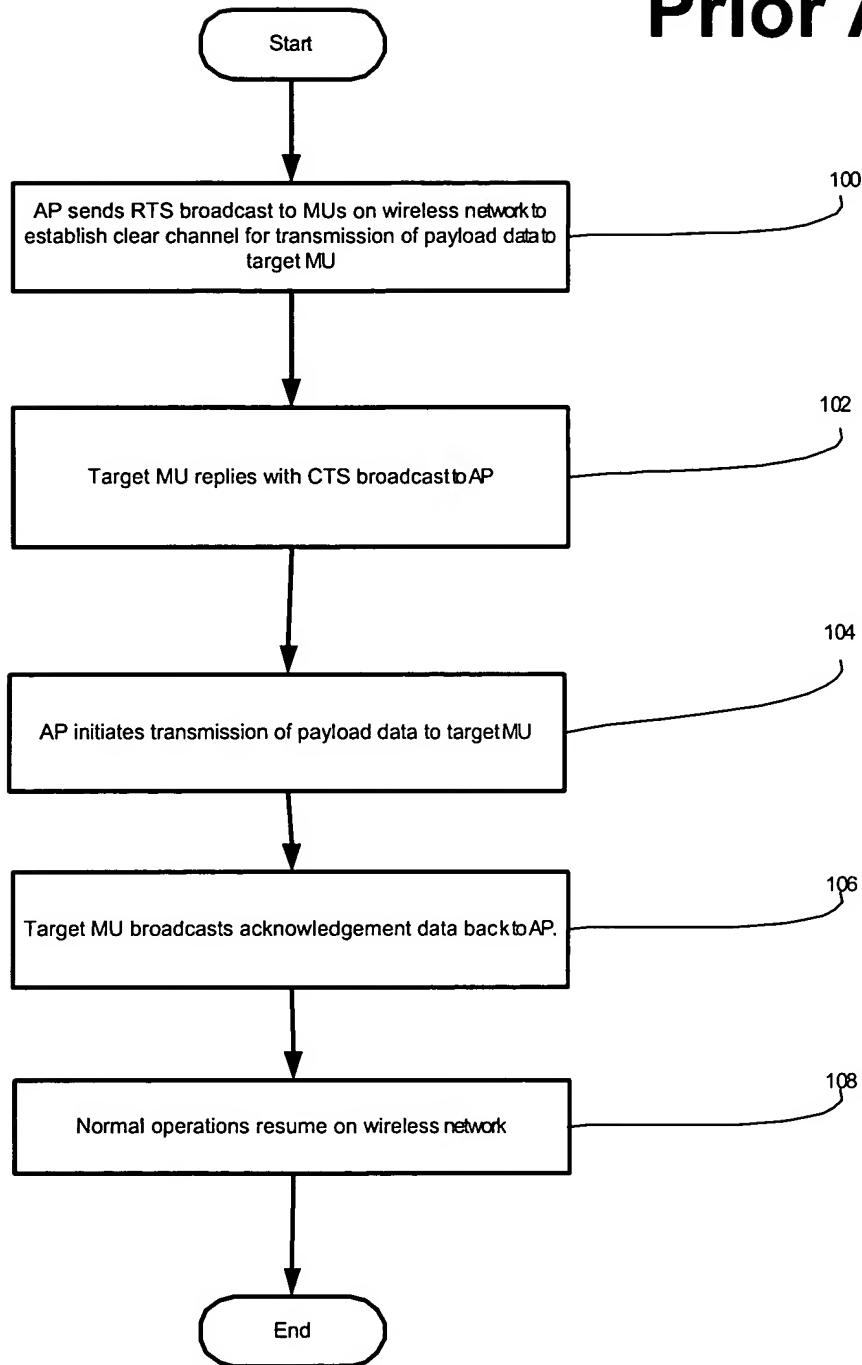 Prior A
Start
AP sends RTS broadcast to MUs on wireless network to
establish clear channel for transmission of payload data to
target MU
100
Target MU replies with CTS broadcast to AP
102
AP initiates transmission of payload data to target MU
104
Target MU broadcasts acknowledgement data back to AP.
106
Normal operations resume on wireless network
108
End